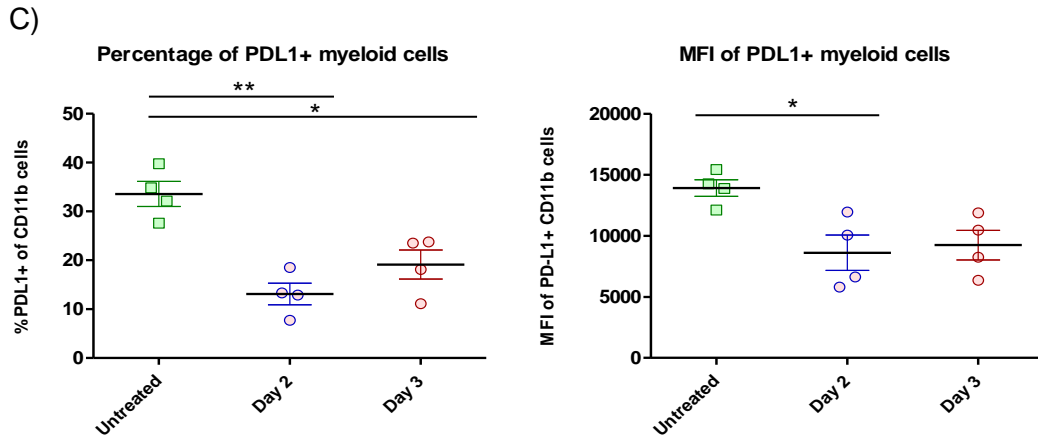 C)
Percentage of PDL1+ myeloid cells
**
*
%PDL1+ of CD11b cells
50
40
30
20
10
0
Untreated
Day 2
Day 3
MFI of PDL1+ myeloid cells
*
MFI of PD-L1+ CD11b cells
20000
15000
10000
5000
0
Untreated
Day 2
Day 3